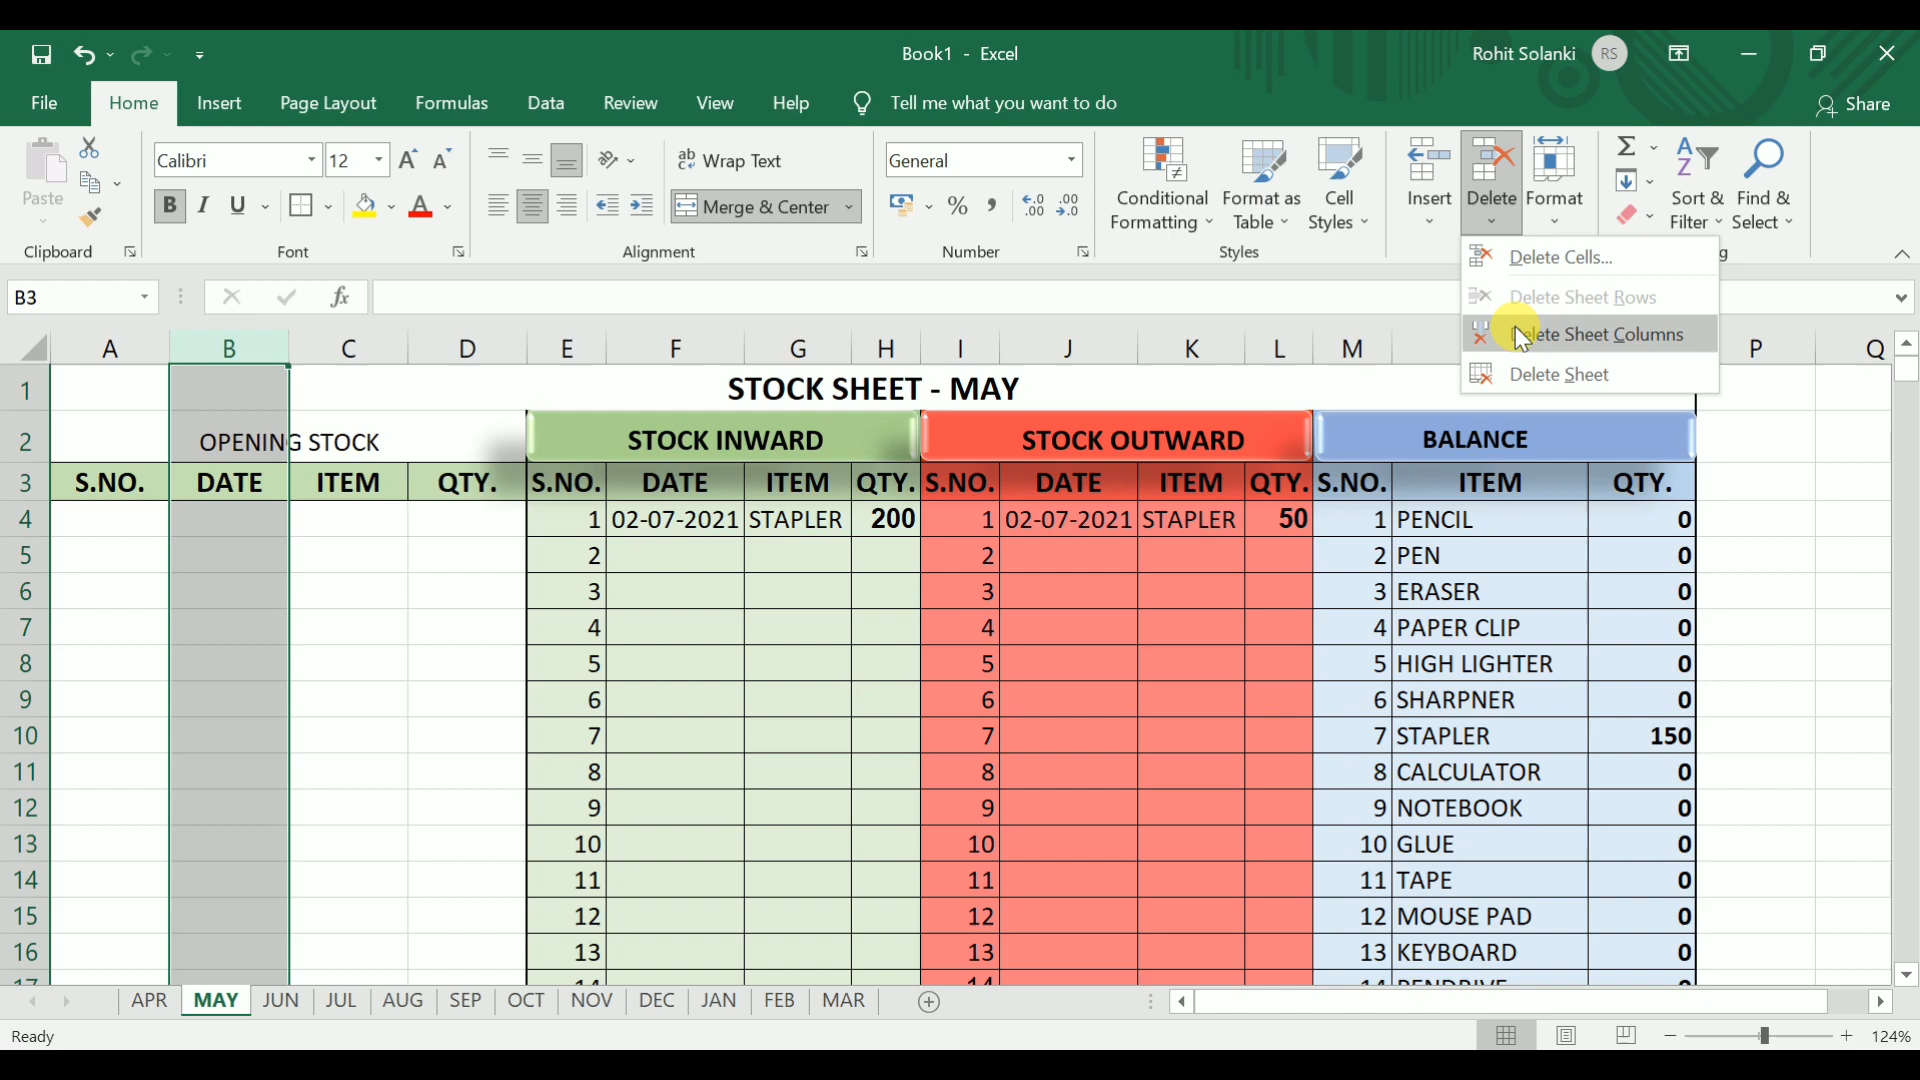 Book1 - Excel
Rohit Solanki RS
File Home Insert Page Layout Formulas Data Review View Help Tell me what you want to do Share
Calibri 12 Wrap Text General
Paste B I U Merge & Center % , Conditional Formatting Format as Table Cell Styles Insert Delete Format Sort & Filter Find & Select
Clipboard Font Alignment Number Styles g
Delete Cells...
Delete Sheet Rows
Delete Sheet Columns
Delete Sheet
B3 fx
A B C D E F G H I J K L M P Q
1 STOCK SHEET - MAY
2 OPENING STOCK STOCK INWARD STOCK OUTWARD BALANCE
3 S.NO. DATE ITEM QTY. S.NO. DATE ITEM QTY. S.NO. DATE ITEM QTY. S.NO. ITEM QTY.
4 1 02-07-2021 STAPLER 200 1 02-07-2021 STAPLER 50 1 PENCIL 0
5 2 2 2 PEN 0
6 3 3 3 ERASER 0
7 4 4 4 PAPER CLIP 0
8 5 5 5 HIGH LIGHTER 0
9 6 6 6 SHARPNER 0
10 7 7 7 STAPLER 150
11 8 8 8 CALCULATOR 0
12 9 9 9 NOTEBOOK 0
13 10 10 10 GLUE 0
14 11 11 11 TAPE 0
15 12 12 12 MOUSE PAD 0
16 13 13 13 KEYBOARD 0
17 14 14 14 PENDRIVE 0
APR MAY JUN JUL AUG SEP OCT NOV DEC JAN FEB MAR
Ready 124%